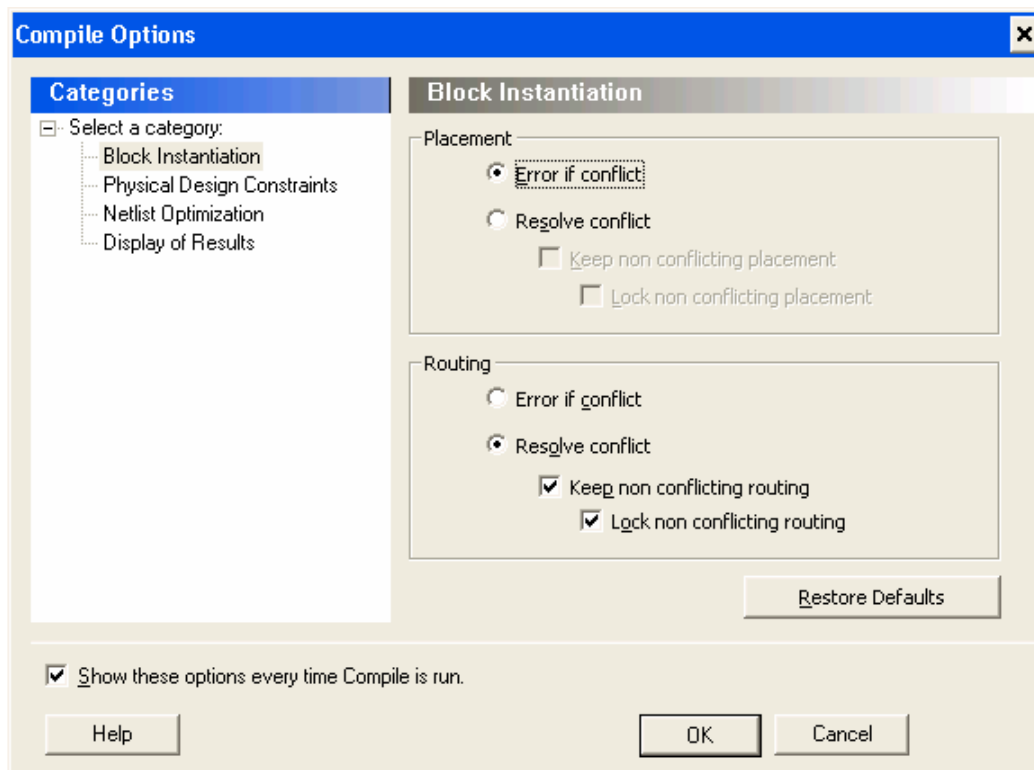 Compile Options
Categories
Select a category:
Block Instantiation
Physical Design Constraints
Netlist Optimization
Display of Results
Block Instantiation
Placement
Error if conflict
Resolve conflict
Keep non conflicting placement
Lock non conflicting placement
Routing
Error if conflict
Resolve conflict
Keep non conflicting routing
Lock non conflicting routing
Restore Defaults
Show these options every time Compile is run.
Help
OK
Cancel